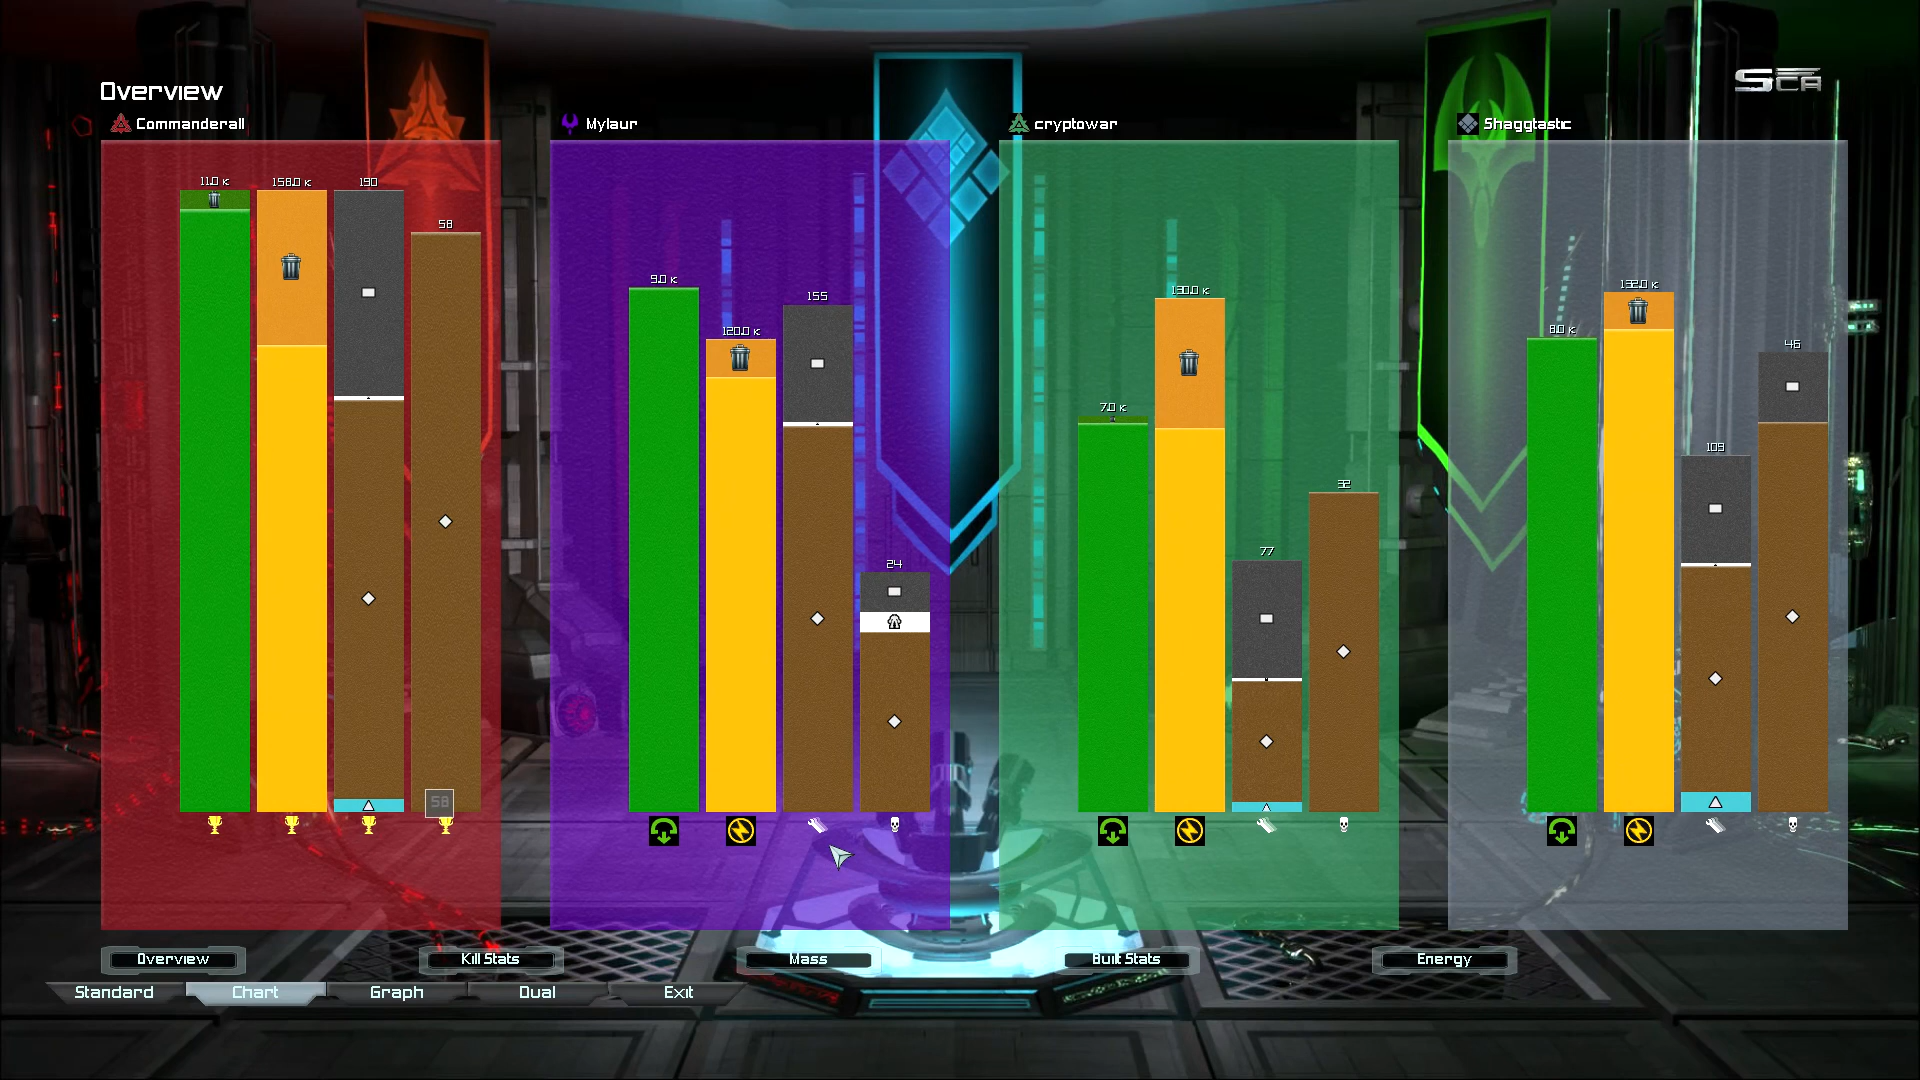 Overview
SCA
Commanderall
Mylaur
cryptowar
Shaggtastic
11.0 K
158.0 K
190
58
58
9.0 K
120.0 K
155
24
7.0 K
130.0 K
77
32
8.0 K
132.0 K
109
46
Overview
Kill Stats
Mass
Built Stats
Energy
Standard
Chart
Graph
Dual
Exit